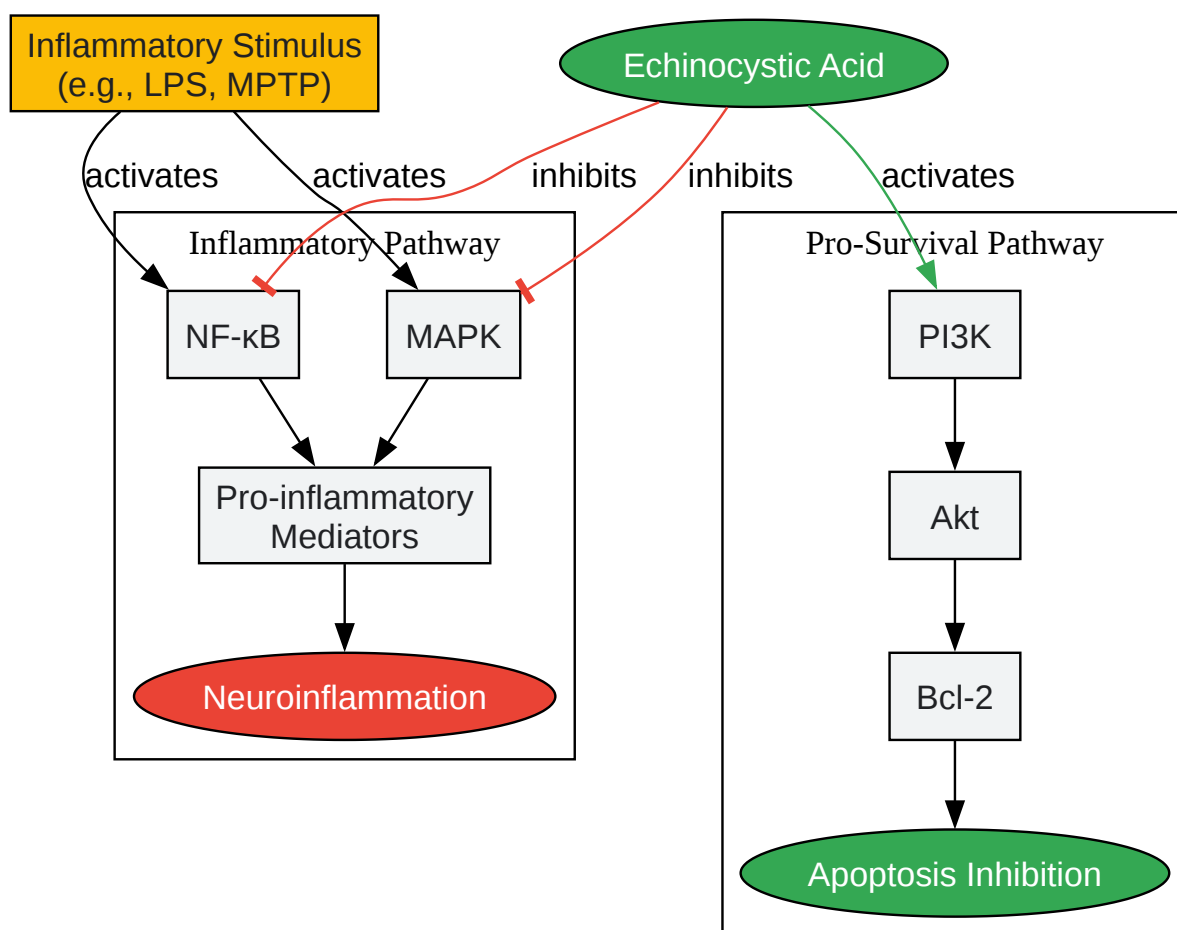 Inflammatory Stimulus
(e.g., LPS, MPTP)
Echinocystic Acid
activates
activates
inhibits
inhibits
activates
Inflammatory Pathway
Pro-Survival Pathway
NF-κB
MAPK
PI3K
Pro-inflammatory
Mediators
Akt
Neuroinflammation
Bcl-2
Apoptosis Inhibition